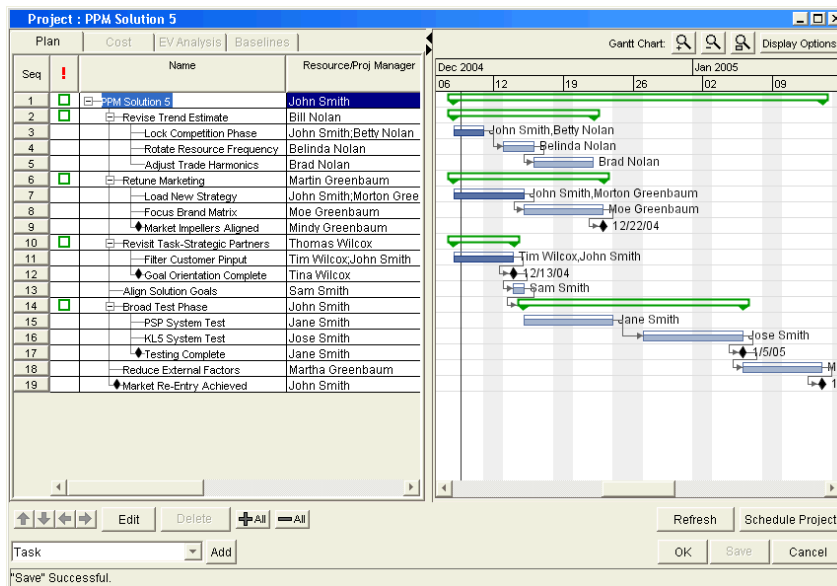 Project : PPM Solution 5
Plan Cost EV Analysis Baselines
Gantt Chart: Display Options
Seq ! Name Resource/Proj Manager
Dec 2004 Jan 2005
06 12 19 26 02 09
1 PPM Solution 5 John Smith
2 Revise Trend Estimate Bill Nolan
3 Lock Competition Phase John Smith;Betty Nolan John Smith,Betty Nolan
4 Rotate Resource Frequency Belinda Nolan Belinda Nolan
5 Adjust Trade Harmonics Brad Nolan Brad Nolan
6 Retune Marketing Martin Greenbaum
7 Load New Strategy John Smith;Morton Gree John Smith,Morton Greenbaum
8 Focus Brand Matrix Moe Greenbaum Moe Greenbaum
9 Market Impellers Aligned Mindy Greenbaum 12/22/04
10 Revisit Task-Strategic Partners Thomas Wilcox
11 Filter Customer Pinput Tim Wilcox;John Smith Tim Wilcox,John Smith
12 Goal Orientation Complete Tina Wilcox 12/13/04
13 Align Solution Goals Sam Smith Sam Smith
14 Broad Test Phase John Smith
15 PSP System Test Jane Smith Jane Smith
16 KL5 System Test Jose Smith Jose Smith
17 Testing Complete Jane Smith 1/5/05
18 Reduce External Factors Martha Greenbaum M
19 Market Re-Entry Achieved John Smith 1
Edit Delete All All Refresh Schedule Project
Task Add OK Save Cancel
"Save" Successful.